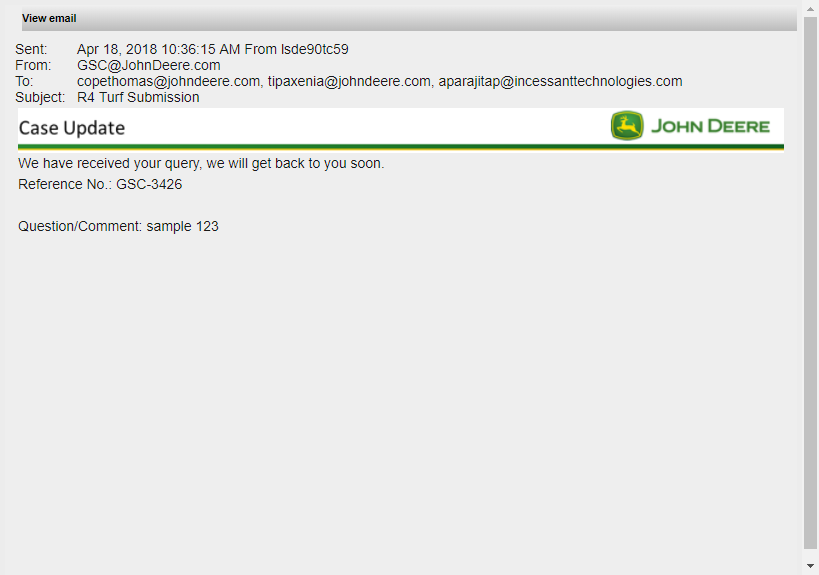 View email
Sent: Apr 18, 2018 10:36:15 AM From lsde90tc59
From: GSC@JohnDeere.com
To: copethomas@johndeere.com, tipaxenia@johndeere.com, aparajitap@incessanttechnologies.com
Subject: R4 Turf Submission
Case Update
JOHN DEERE
We have received your query, we will get back to you soon.
Reference No.: GSC-3426
Question/Comment: sample 123